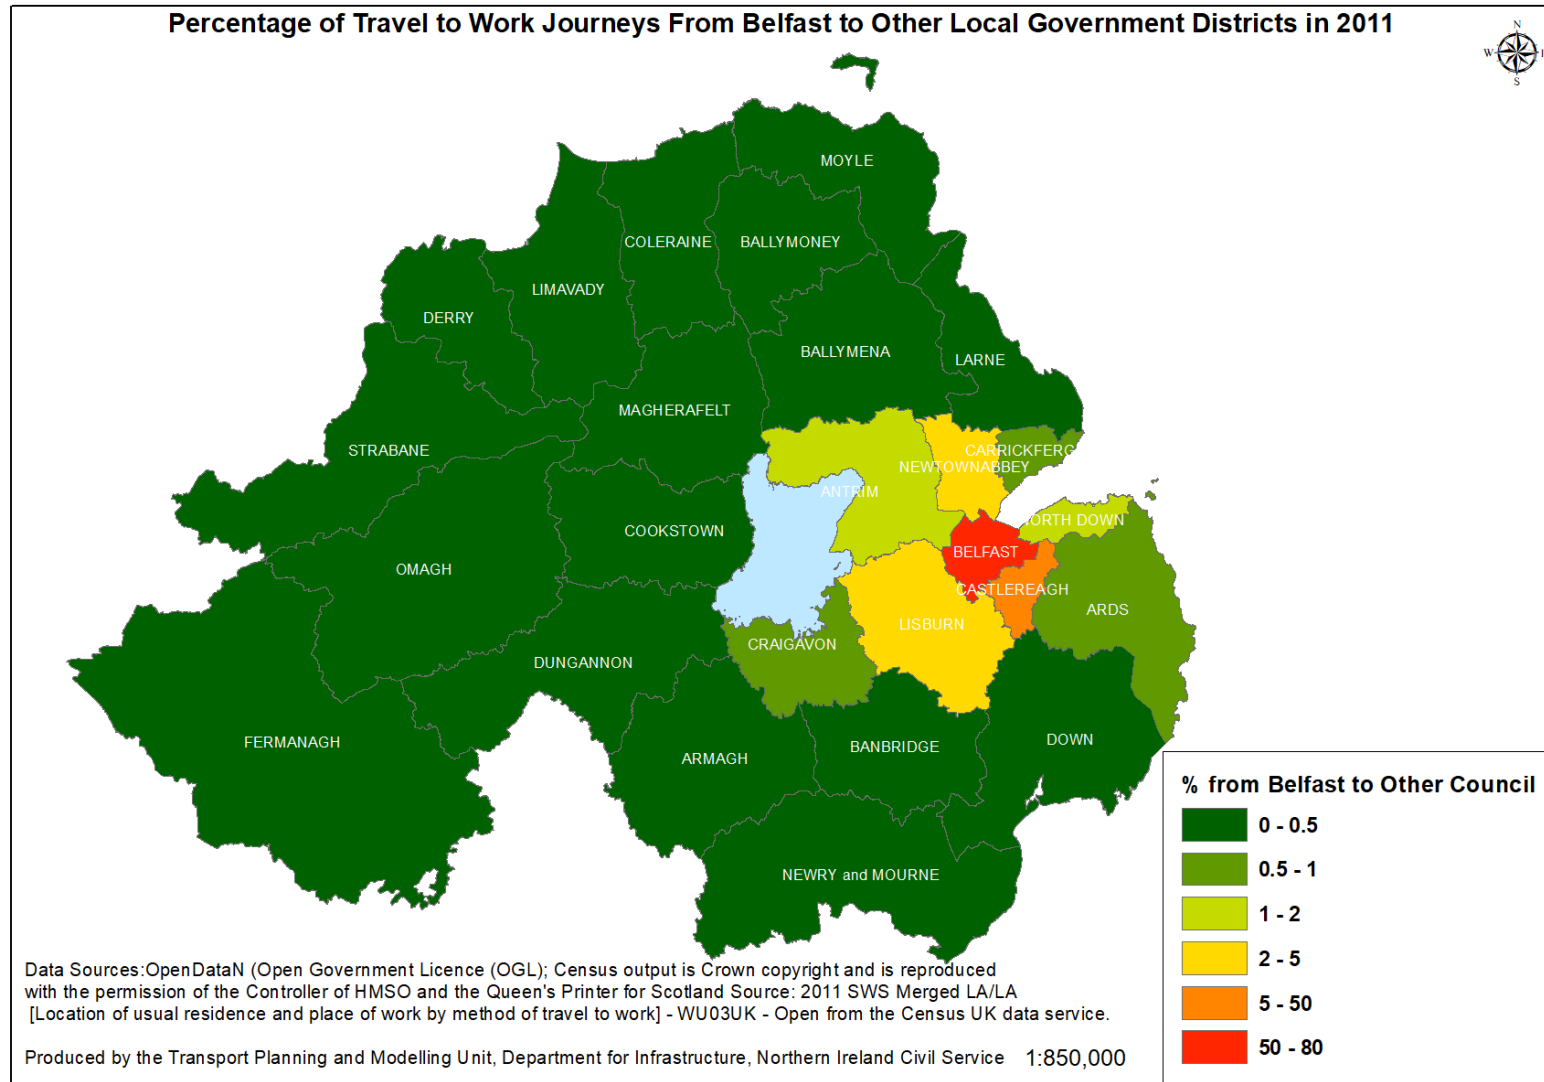 Percentage of Travel to Work Journeys From Belfast to Other Local Government Districts in 2011
N
W
S
MOYLE
COLERAINE
BALLYMONEY
LIMAVADY
DERRY
BALLYMENA
LARNE
MAGHERAFELT
STRABANE
CARRICKFERG
NEWTOWNABBEY
ANTRIM
NORTH DOWN
COOKSTOWN
BELFAST
OMAGH
CASTLEREAGH
ARDS
LISBURN
CRAIGAVON
DUNGANNON
FERMANAGH
DOWN
BANBRIDGE
ARMAGH
NEWRY and MOURNE
% from Belfast to Other Council
0 - 0.5
0.5 - 1
1 - 2
2 - 5
5 - 50
50 - 80
Data Sources:OpenDataN (Open Government Licence (OGL); Census output is Crown copyright and is reproduced
with the permission of the Controller of HMSO and the Queen's Printer for Scotland Source: 2011 SWS Merged LA/LA
[Location of usual residence and place of work by method of travel to work] - WU03UK - Open from the Census UK data service.
Produced by the Transport Planning and Modelling Unit, Department for Infrastructure, Northern Ireland Civil Service 1:850,000